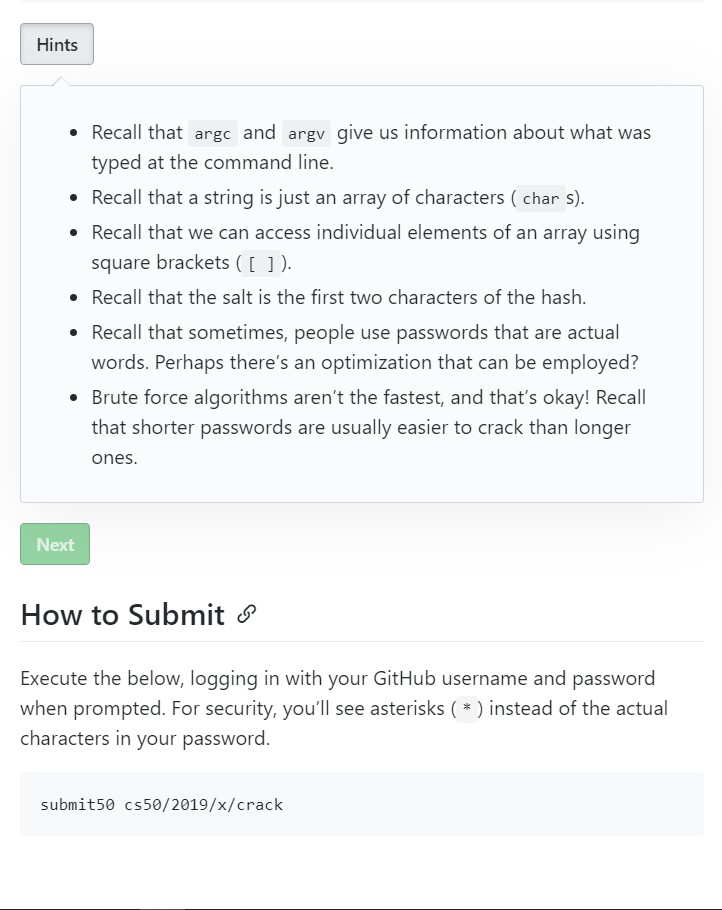 Hints
• Recall that argc and argv give us information about what was
typed at the command line.
• Recall that a string is just an array of characters ( char s).
• Recall that we can access individual elements of an array using
square brackets ( [ ] ).
• Recall that the salt is the first two characters of the hash.
• Recall that sometimes, people use passwords that are actual
words. Perhaps there’s an optimization that can be employed?
• Brute force algorithms aren’t the fastest, and that’s okay! Recall
that shorter passwords are usually easier to crack than longer
ones.
Next
How to Submit
Execute the below, logging in with your GitHub username and password
when prompted. For security, you’ll see asterisks ( * ) instead of the actual
characters in your password.
submit50 cs50/2019/x/crack